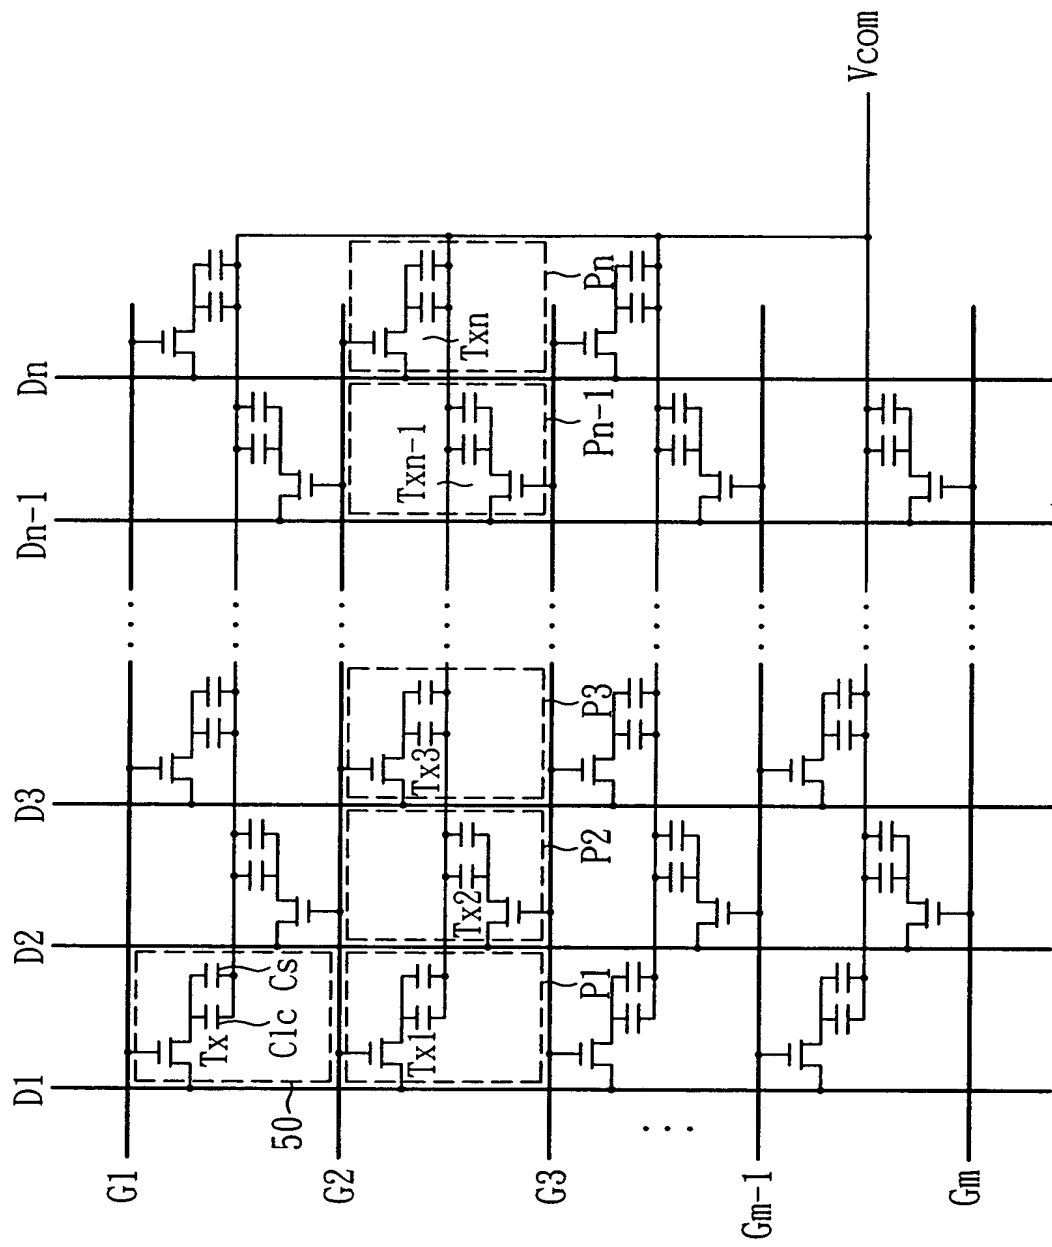 D1
D2
D3
Dn-1
Dn
G1
Tx
Clc
Cs
50
G2
Tx1
Tx2
Tx3
Txn-1
Txn
P1
P2
P3
Pn-1
Pn
G3
Gm-1
Gm
Vcom